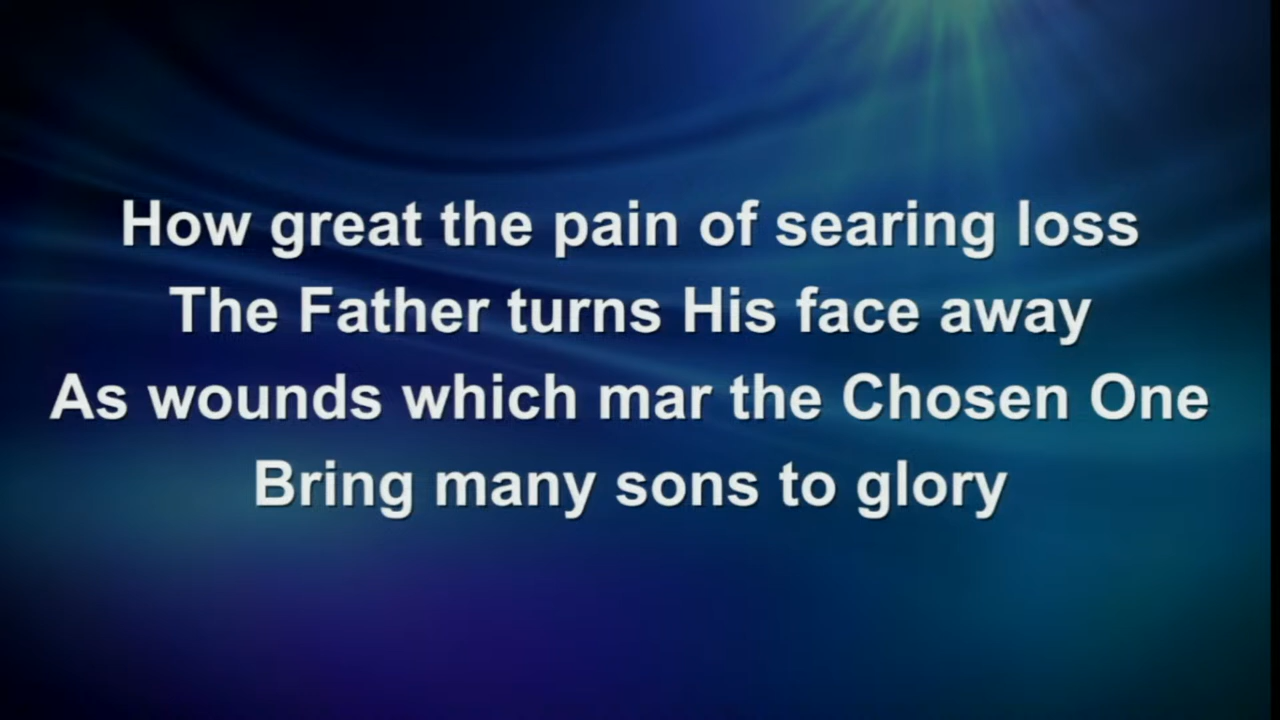 How great the pain of searing loss
The Father turns His face away
As wounds which mar the Chosen One
Bring many sons to glory